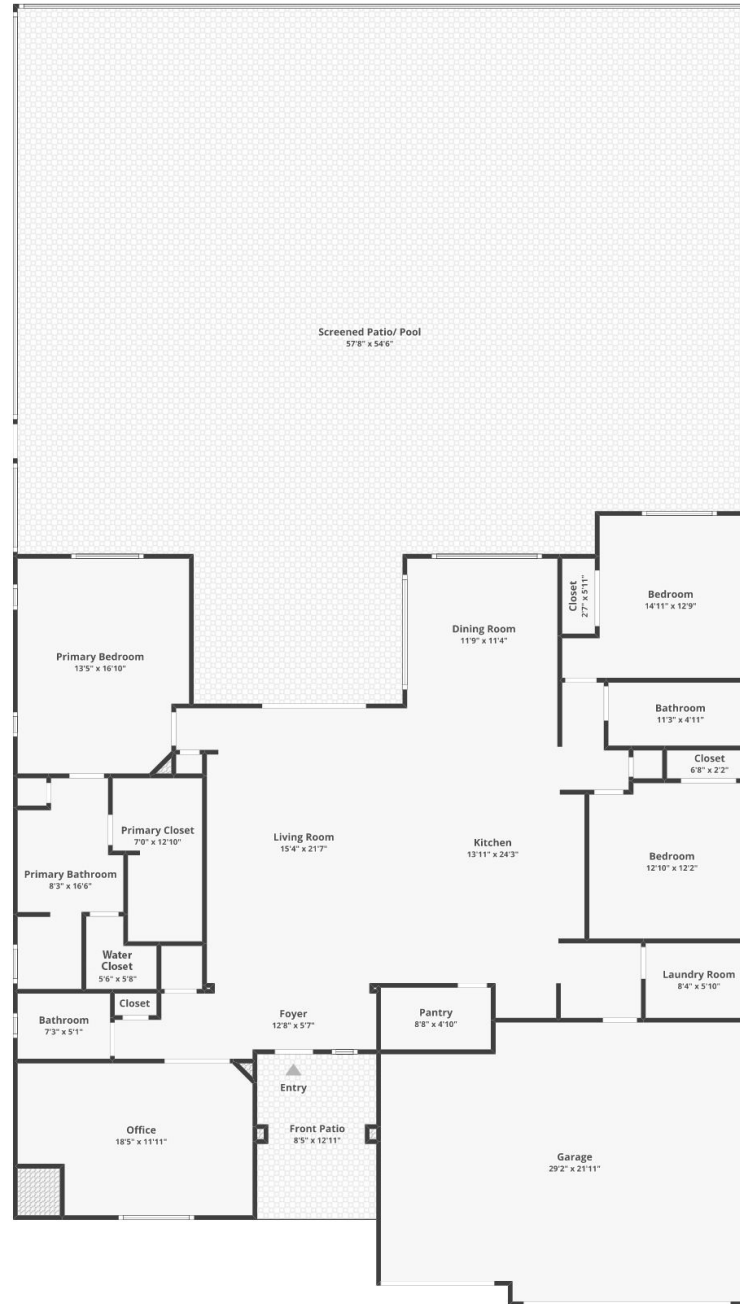 Screened Patio/ Pool
57'8" x 54'6"
Bedroom
14'11" x 12'9"
Closet
2'7" x 5'11"
Dining Room
11'9" x 11'4"
Primary Bedroom
13'5" x 16'10"
Bathroom
11'3" x 4'11"
Closet
6'8" x 2'2"
Primary Closet
7'0" x 12'10"
Living Room
15'4" x 21'7"
Kitchen
13'11" x 24'3"
Bedroom
12'10" x 12'2"
Primary Bathroom
8'3" x 16'6"
Water
Closet
5'6" x 5'8"
Laundry Room
8'4" x 5'10"
Closet
Bathroom
7'3" x 5'1"
Foyer
12'8" x 5'7"
Pantry
8'8" x 4'10"
Entry
Office
18'5" x 11'11"
Front Patio
8'5" x 12'11"
Garage
29'2" x 21'11"